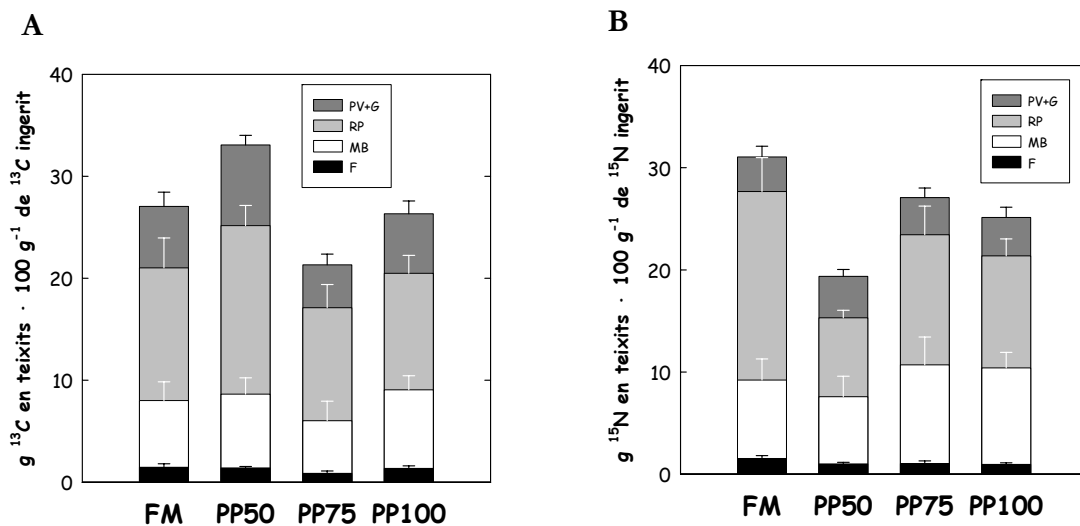 A
g ¹³C en teixits · 100 g⁻¹ de ¹³C ingerit
40
30
20
10
0
PV+G
RP
MB
F
FM PP50 PP75 PP100
B
g ¹⁵N en teixits · 100 g⁻¹ de ¹⁵N ingerit
40
30
20
10
0
PV+G
RP
MB
F
FM PP50 PP75 PP100